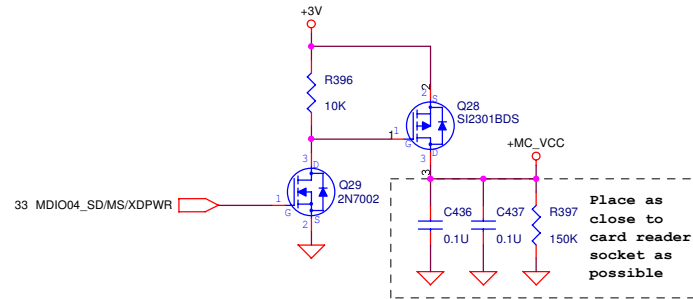 +3V
R396
10K
2
2
S
Q28
SI2301BDS
1
1
G
D
3
3
+MC_VCC
3
D
Q29
2N7002
33 MDIO04_SD/MS/XDPWR
1
G
2
S
C436
0.1U
C437
0.1U
R397
150K
Place as
close to
card reader
socket as
possible